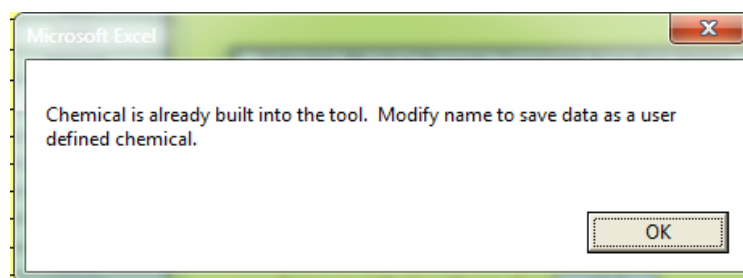 Microsoft Excel
X
Chemical is already built into the tool.  Modify name to save data as a user
defined chemical.
OK